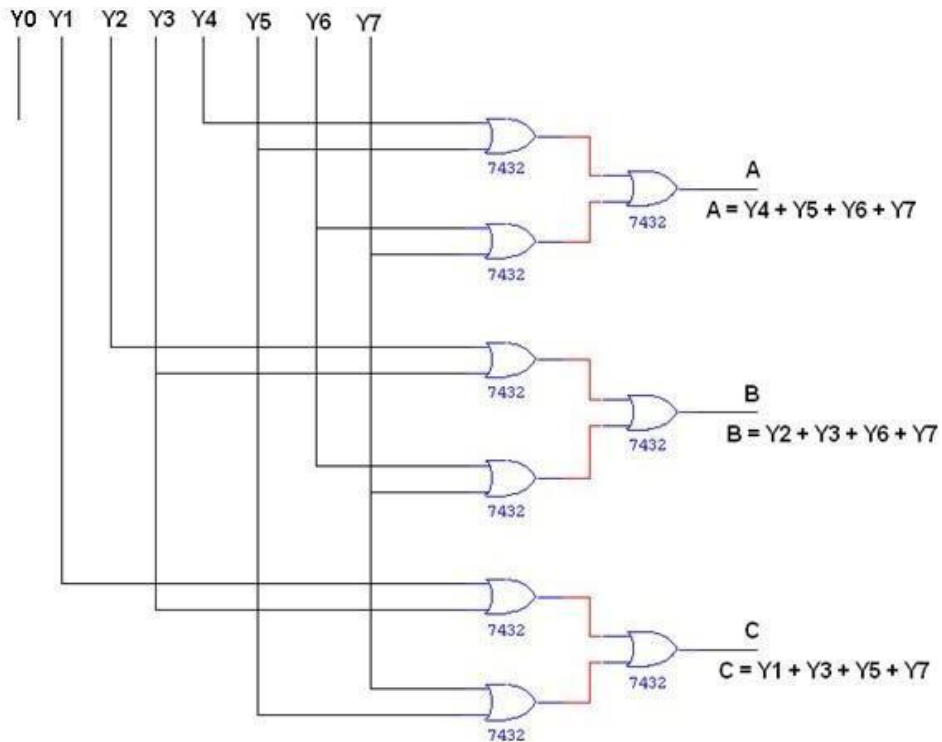 Y0 Y1 Y2 Y3 Y4 Y5 Y6 Y7
7432
A
7432
A = Y4 + Y5 + Y6 + Y7
7432
7432
B
7432
B = Y2 + Y3 + Y6 + Y7
7432
7432
C
7432
C = Y1 + Y3 + Y5 + Y7
7432